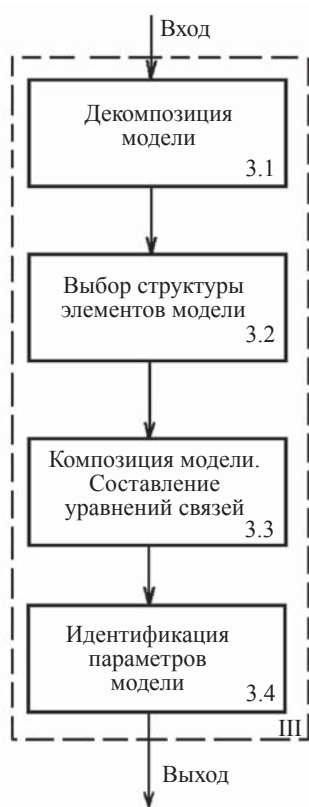 Вход
Декомпозиция
модели
3.1
Выбор структуры
элементов модели
3.2
Композиция модели.
Составление
уравнений связей
3.3
Идентификация
параметров
модели
3.4
III
Выход